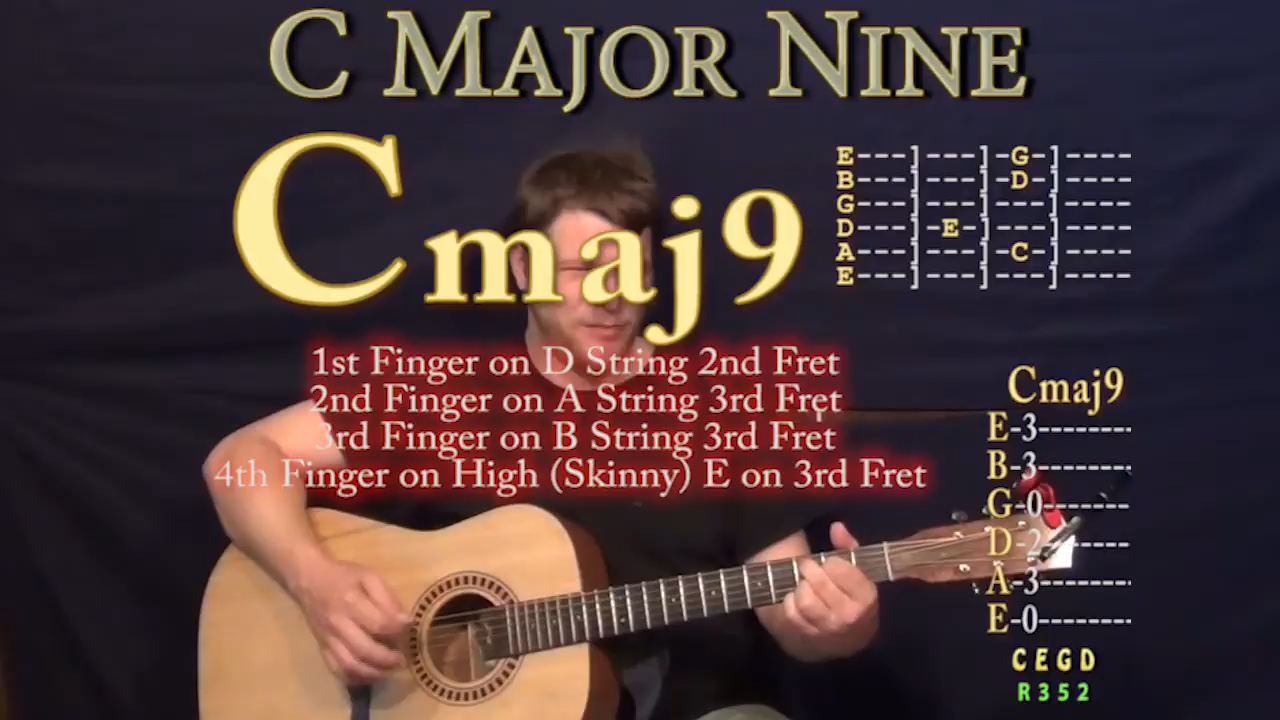 C MAJOR NINE
Cmaj9
E---]---]-G-]----
B---]---]-D-]----
G---]---]---]----
D---]-E-]---]----
A---]---]-C-]----
E---]---]---]----
1st Finger on D String 2nd Fret
2nd Finger on A String 3rd Fret
3rd Finger on B String 3rd Fret
4th Finger on High (Skinny) E on 3rd Fret
Cmaj9
E-3-------
B-3-------
G-0-------
D-2-------
A-3-------
E-0-------
C E G D
R 3 5 2